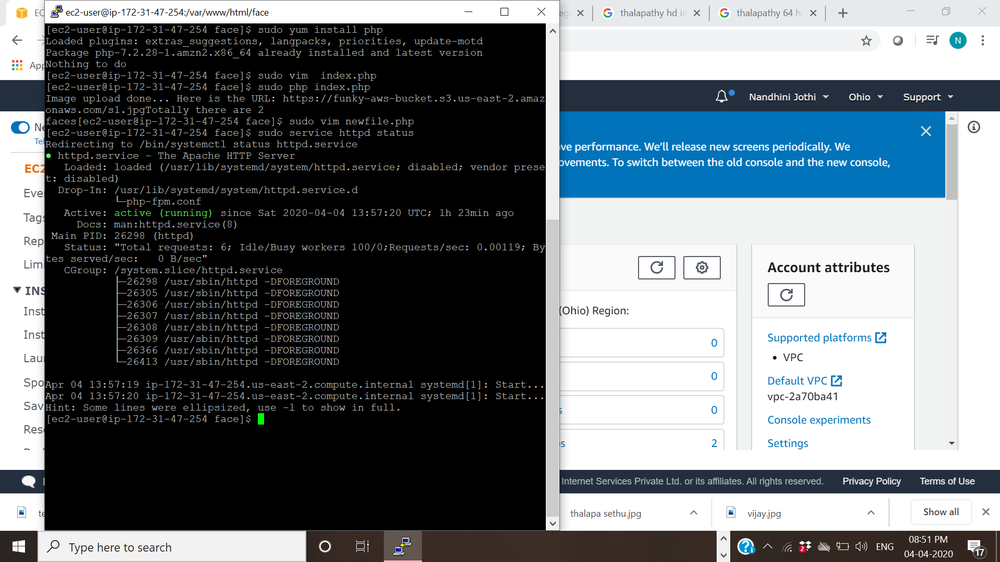 ec2-user@ip-172-31-47-254:/var/www/html/face
[ec2-user@ip-172-31-47-254 face]$ sudo yum install php
Loaded plugins: extras_suggestions, langpacks, priorities, update-motd
Package php-7.2.28-1.amzn2.x86_64 already installed and latest version
Nothing to do
[ec2-user@ip-172-31-47-254 face]$ sudo vim  index.php
[ec2-user@ip-172-31-47-254 face]$ sudo php index.php
Image upload done... Here is the URL: https://funky-aws-bucket.s3.us-east-2.amaz
onaws.com/s1.jpgTotally there are 2
faces[ec2-user@ip-172-31-47-254 face]$ sudo vim newfile.php
[ec2-user@ip-172-31-47-254 face]$ sudo service httpd status
Redirecting to /bin/systemctl status httpd.service
● httpd.service - The Apache HTTP Server
Loaded: loaded (/usr/lib/systemd/system/httpd.service; disabled; vendor prese
t: disabled)
Drop-In: /usr/lib/systemd/system/httpd.service.d
└─php-fpm.conf
Active: active (running) since Sat 2020-04-04 13:57:20 UTC; 1h 23min ago
Docs: man:httpd.service(8)
Main PID: 26298 (httpd)
Status: "Total requests: 6; Idle/Busy workers 100/0;Requests/sec: 0.00119; By
tes served/sec:   0 B/sec"
CGroup: /system.slice/httpd.service
├─26298 /usr/sbin/httpd -DFOREGROUND
├─26305 /usr/sbin/httpd -DFOREGROUND
├─26306 /usr/sbin/httpd -DFOREGROUND
├─26307 /usr/sbin/httpd -DFOREGROUND
├─26308 /usr/sbin/httpd -DFOREGROUND
├─26309 /usr/sbin/httpd -DFOREGROUND
├─26366 /usr/sbin/httpd -DFOREGROUND
└─26413 /usr/sbin/httpd -DFOREGROUND
Apr 04 13:57:19 ip-172-31-47-254.us-east-2.compute.internal systemd[1]: Start...
Apr 04 13:57:20 ip-172-31-47-254.us-east-2.compute.internal systemd[1]: Start...
Hint: Some lines were ellipsized, use -l to show in full.
[ec2-user@ip-172-31-47-254 face]$
EC
App
Ne
Tel
EC2
Eve
Tags
Rep
Limi
INS
Inst
Inst
Lau
Spo
Sav
Rese
te
thalapathy hd in
thalapathy 64 h
N
Nandhini Jothi
Ohio
Support
ve performance. We'll release new screens periodically. We
ovements. To switch between the old console and the new console,
(Ohio) Region:
0
0
s 0
s 2
Account attributes
Supported platforms
• VPC
Default VPC
vpc-2a70ba41
Console experiments
Settings
Internet Services Private Ltd. or its affiliates. All rights reserved.
Privacy Policy
Terms of Use
thalapa sethu.jpg
vijay.jpg
Show all
Type here to search
2
ENG
08:51 PM
04-04-2020
17